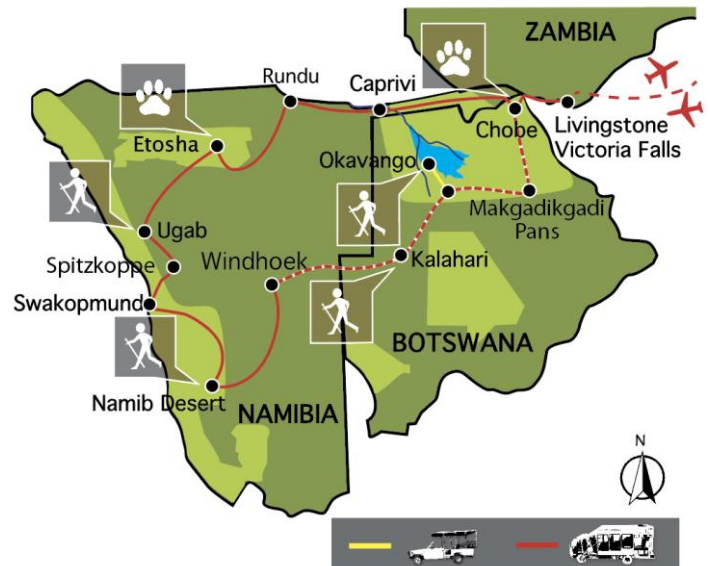 ZAMBIA
Rundu
Caprivi
Chobe
Livingstone
Victoria Falls
Etosha
Okavango
Makgadikgadi
Pans
Ugab
Spitzkoppe
Windhoek
Kalahari
Swakopmund
BOTSWANA
Namib Desert
NAMIBIA
N